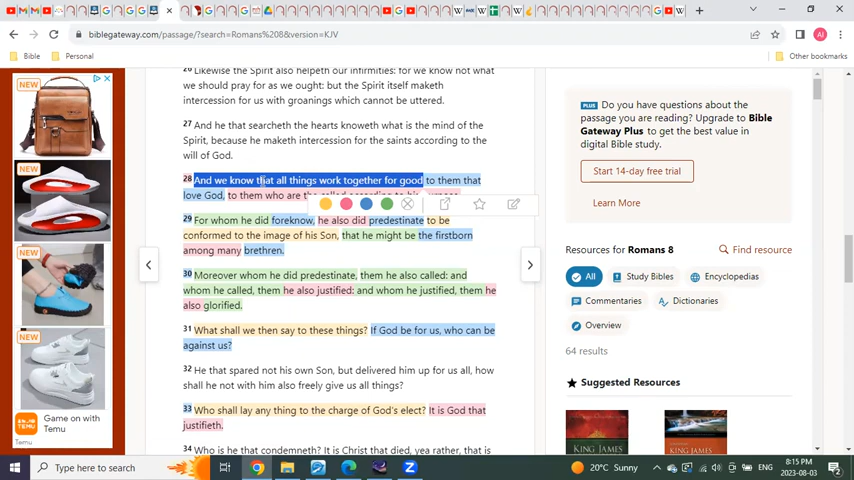 biblegateway.com/passage/?search=Romans%208&version=KJV
AI
Bible
Personal
Other bookmarks
NEW
NEW
NEW
NEW
Game on with
Temu
Temu
26 Likewise the Spirit also helpeth our infirmities: for we know not what
we should pray for as we ought: but the Spirit itself maketh
intercession for us with groanings which cannot be uttered.
27 And he that searcheth the hearts knoweth what is the mind of the
Spirit, because he maketh intercession for the saints according to the
will of God.
28 And we know that all things work together for good to them that
love God, to them who are the called according to his purpose.
29 For whom he did foreknow, he also did predestinate to be
conformed to the image of his Son, that he might be the firstborn
among many brethren.
30 Moreover whom he did predestinate, them he also called: and
whom he called, them he also justified: and whom he justified, them he
also glorified.
31 What shall we then say to these things? If God be for us, who can be
against us?
32 He that spared not his own Son, but delivered him up for us all, how
shall he not with him also freely give us all things?
33 Who shall lay any thing to the charge of God's elect? It is God that
justifieth.
34 Who is he that condemneth? It is Christ that died, yea rather, that is
PLUS Do you have questions about the
passage you are reading? Upgrade to Bible
Gateway Plus to get the best value in
digital Bible study.
Start 14-day free trial
Learn More
Resources for Romans 8
Find resource
All
Study Bibles
Encyclopedias
Commentaries
Dictionaries
Overview
64 results
Suggested Resources
KING JAMES
KING JAMES
Type here to search
20°C Sunny
ENG
8:15 PM
2023-08-03
2